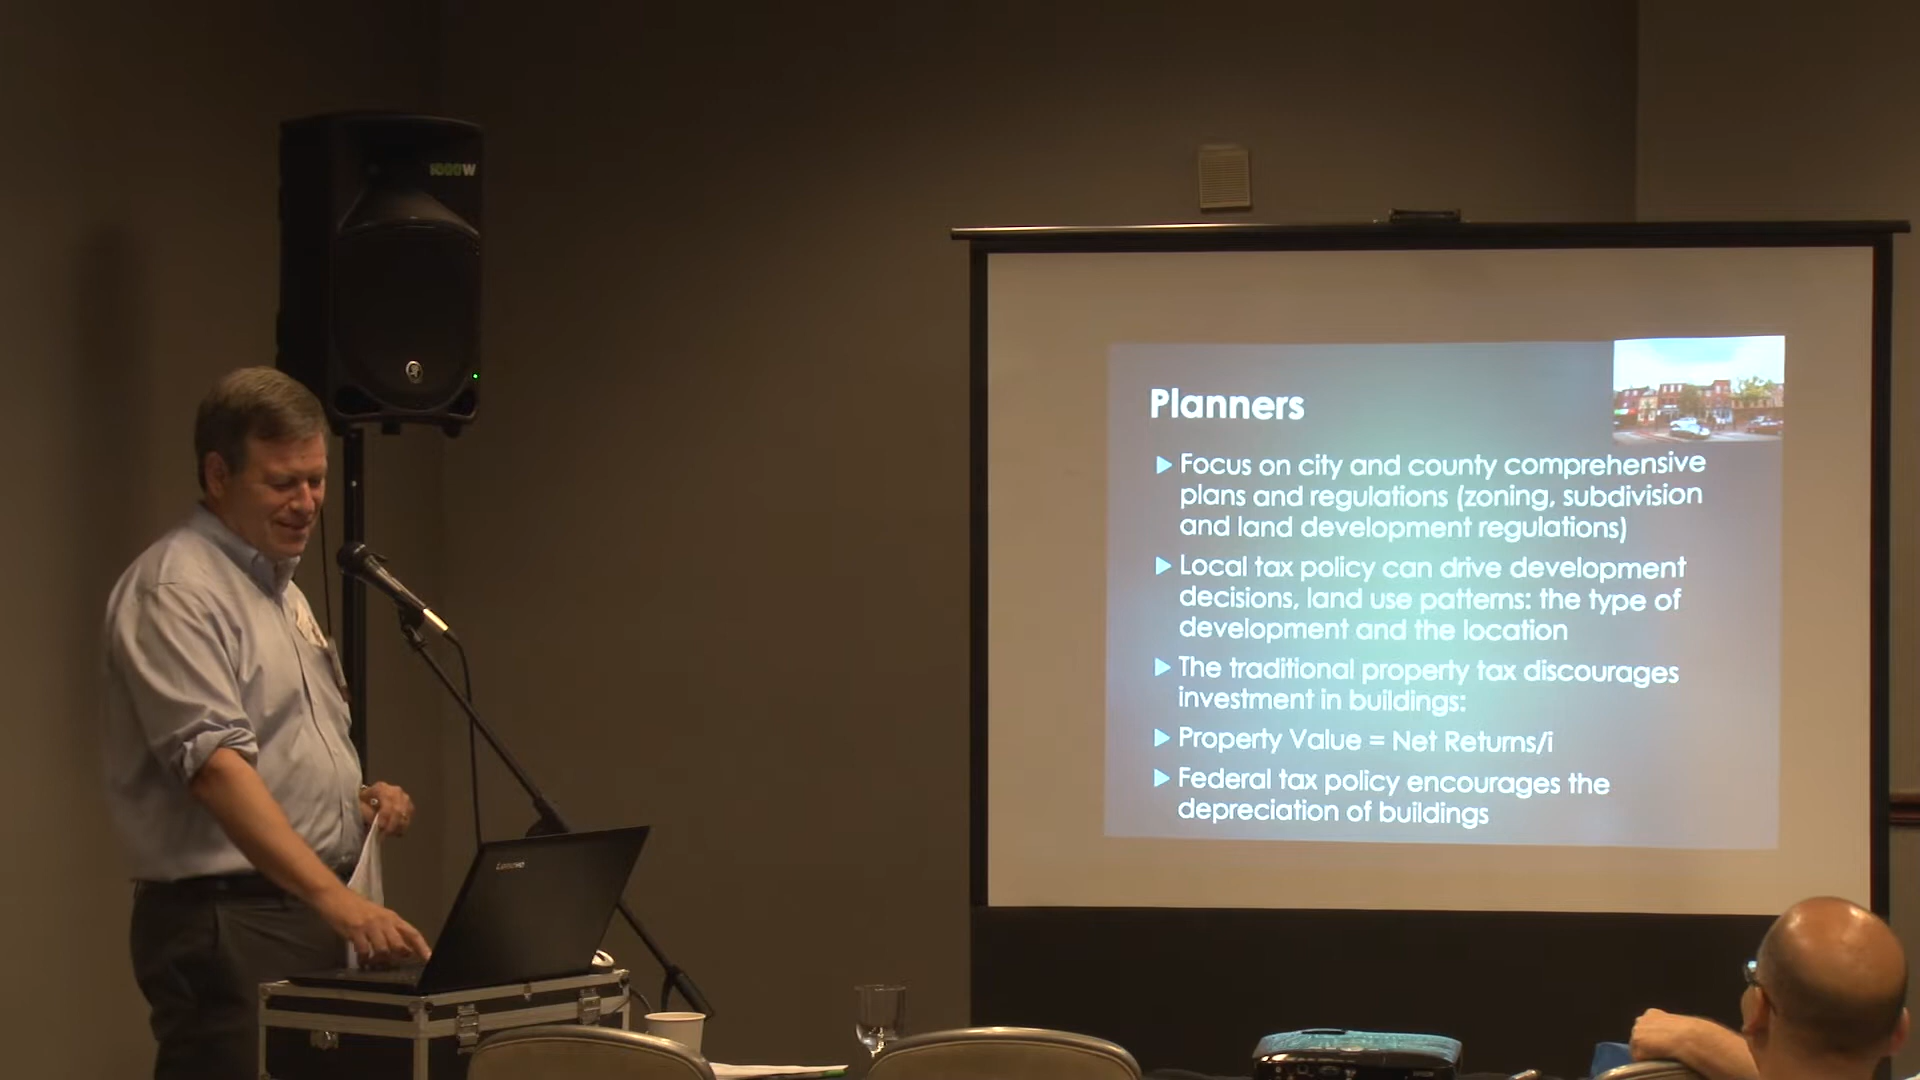 1000W
Planners
Focus on city and county comprehensive
plans and regulations (zoning, subdivision
and land development regulations)
Local tax policy can drive development
decisions, land use patterns: the type of
development and the location
The traditional property tax discourages
investment in buildings:
Property Value = Net Returns/i
Federal tax policy encourages the
depreciation of buildings
Lenovo